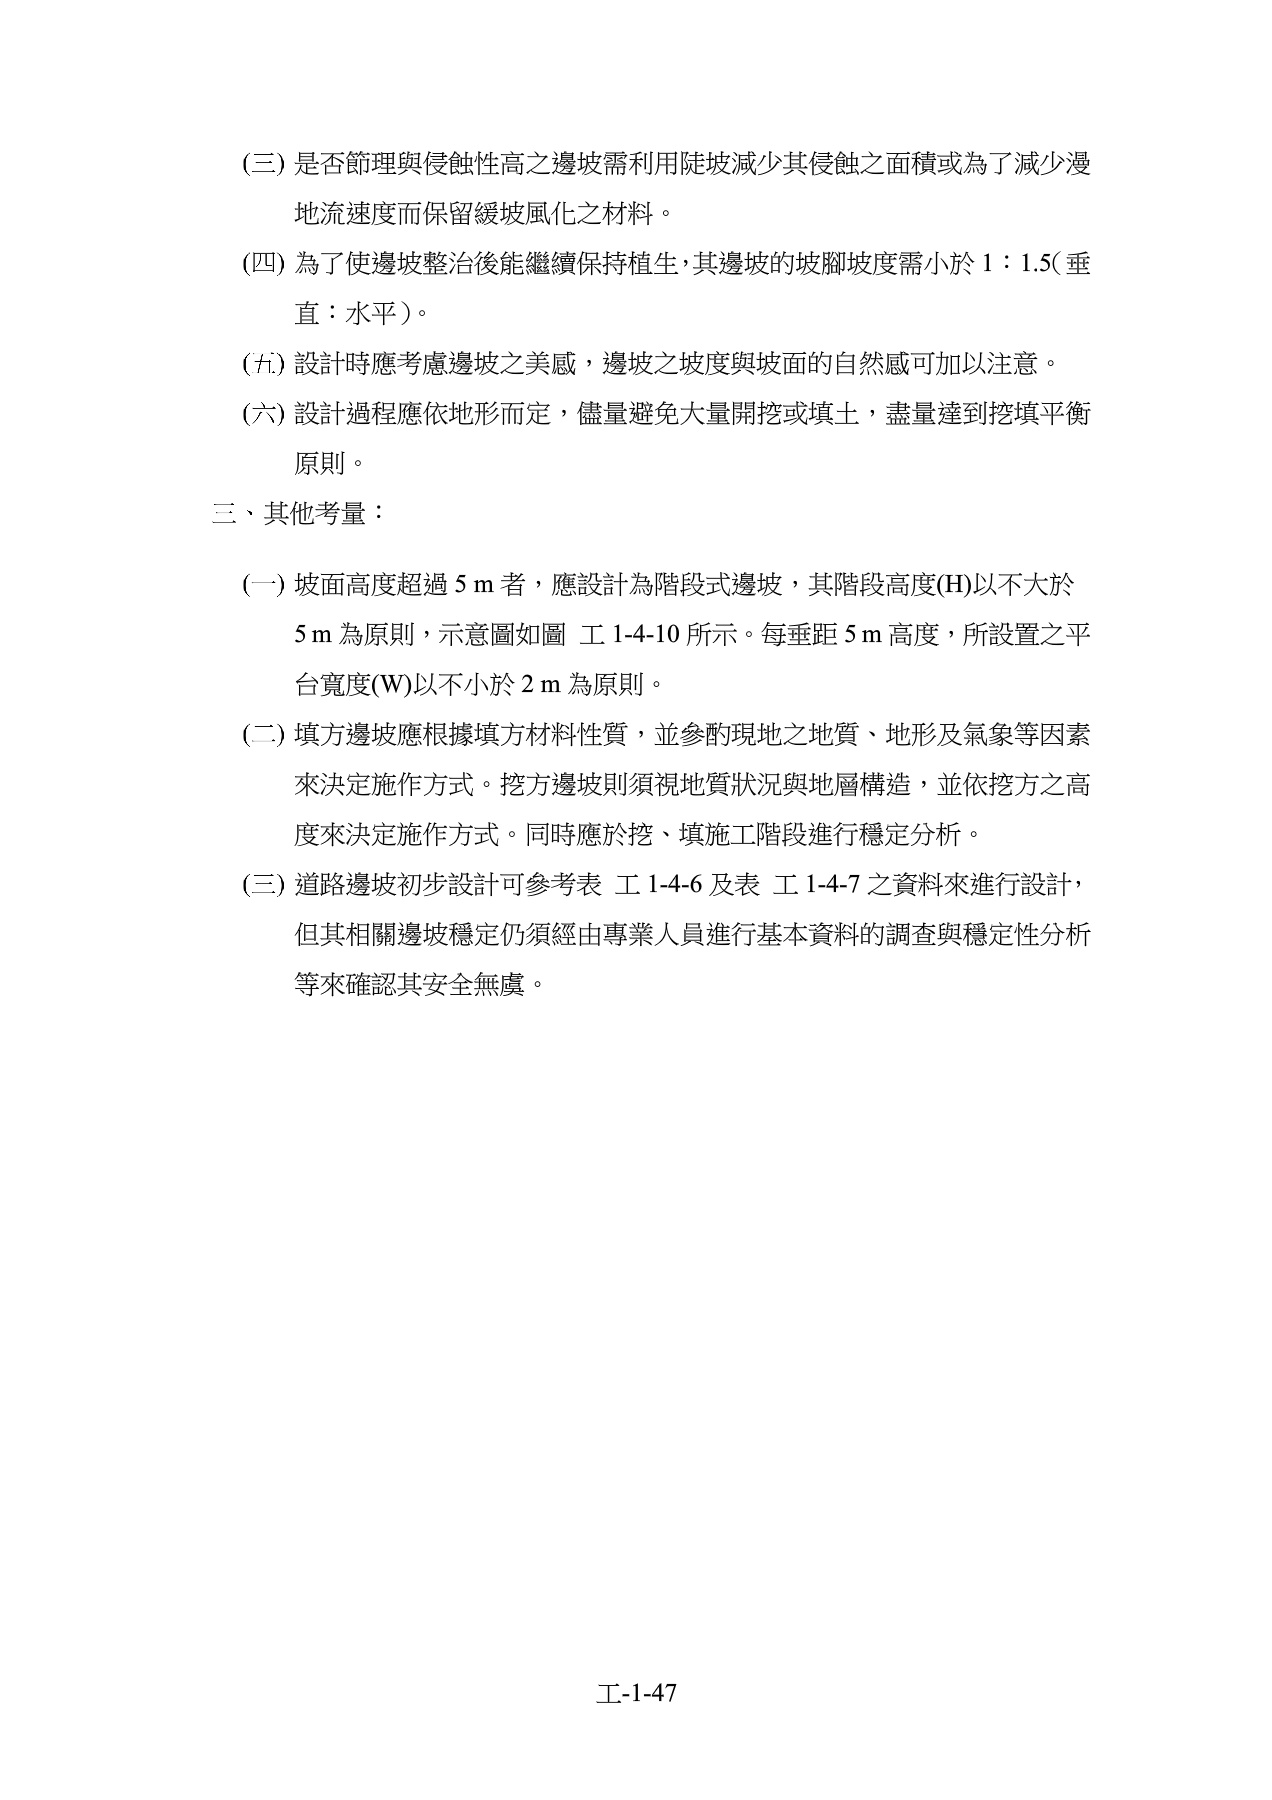 (三) 是否節理與侵蝕性高之邊坡需利用陡坡減少其侵蝕之面積或為了減少漫
地流速度而保留緩坡風化之材料。
(四) 為了使邊坡整治後能繼續保持植生，其邊坡的坡腳坡度需小於 1：1.5（垂
直：水平）。
(五) 設計時應考慮邊坡之美感，邊坡之坡度與坡面的自然感可加以注意。
(六) 設計過程應依地形而定，儘量避免大量開挖或填土，盡量達到挖填平衡
原則。
三、其他考量：
(一) 坡面高度超過 5 m 者，應設計為階段式邊坡，其階段高度(H)以不大於
5 m 為原則，示意圖如圖 工 1-4-10 所示。每垂距 5 m 高度，所設置之平
台寬度(W)以不小於 2 m 為原則。
(二) 填方邊坡應根據填方材料性質，並參酌現地之地質、地形及氣象等因素
來決定施作方式。挖方邊坡則須視地質狀況與地層構造，並依挖方之高
度來決定施作方式。同時應於挖、填施工階段進行穩定分析。
(三) 道路邊坡初步設計可參考表 工 1-4-6 及表 工 1-4-7 之資料來進行設計，
但其相關邊坡穩定仍須經由專業人員進行基本資料的調查與穩定性分析
等來確認其安全無虞。
工-1-47